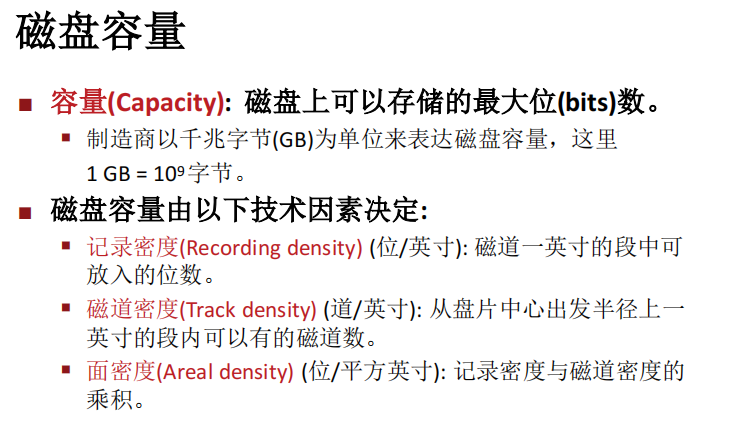 磁盘容量
容量(Capacity): 磁盘上可以存储的最大位(bits)数。
制造商以千兆字节(GB)为单位来表达磁盘容量，这里
1 GB = 10⁹ 字节。
磁盘容量由以下技术因素决定:
记录密度(Recording density) (位/英寸): 磁道一英寸的段中可
放入的位数。
磁道密度(Track density) (道/英寸): 从盘片中心出发半径上一
英寸的段内可以有的磁道数。
面密度(Areal density) (位/平方英寸): 记录密度与磁道密度的
乘积。